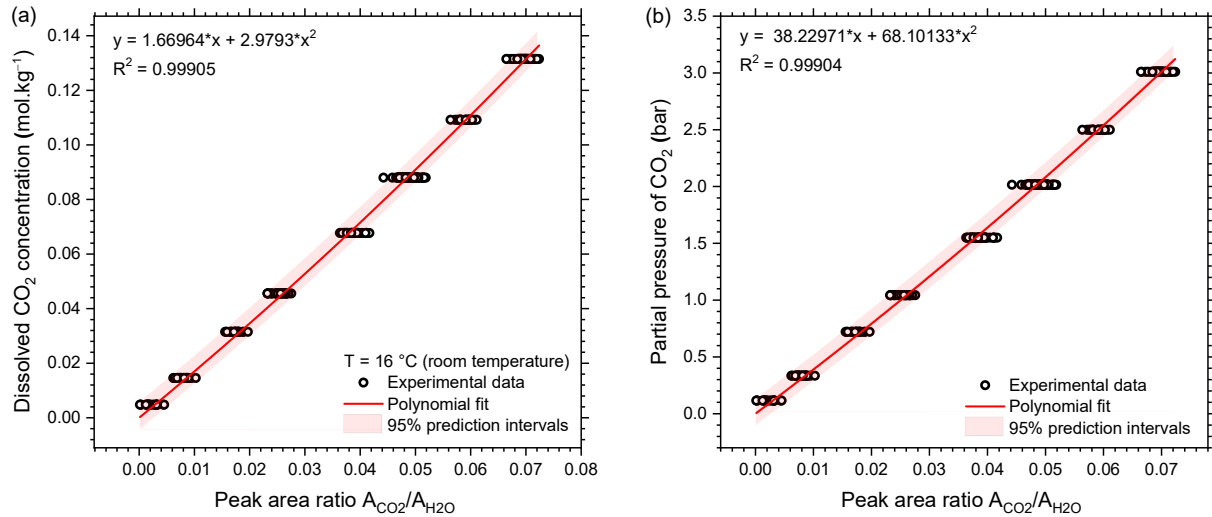 (a)
y = 1.66964*x + 2.9793*x²
R² = 0.99905
Dissolved CO₂ concentration (mol.kg⁻¹)
0.14
0.12
0.10
0.08
0.06
0.04
0.02
0.00
T = 16 °C (room temperature)
Experimental data
Polynomial fit
95% prediction intervals
0.00 0.01 0.02 0.03 0.04 0.05 0.06 0.07 0.08
Peak area ratio A_CO2/A_H2O
(b)
y = 38.22971*x + 68.10133*x²
R² = 0.99904
Partial pressure of CO₂ (bar)
3.5
3.0
2.5
2.0
1.5
1.0
0.5
0.0
Experimental data
Polynomial fit
95% prediction intervals
0.00 0.01 0.02 0.03 0.04 0.05 0.06 0.07
Peak area ratio A_CO2/A_H2O